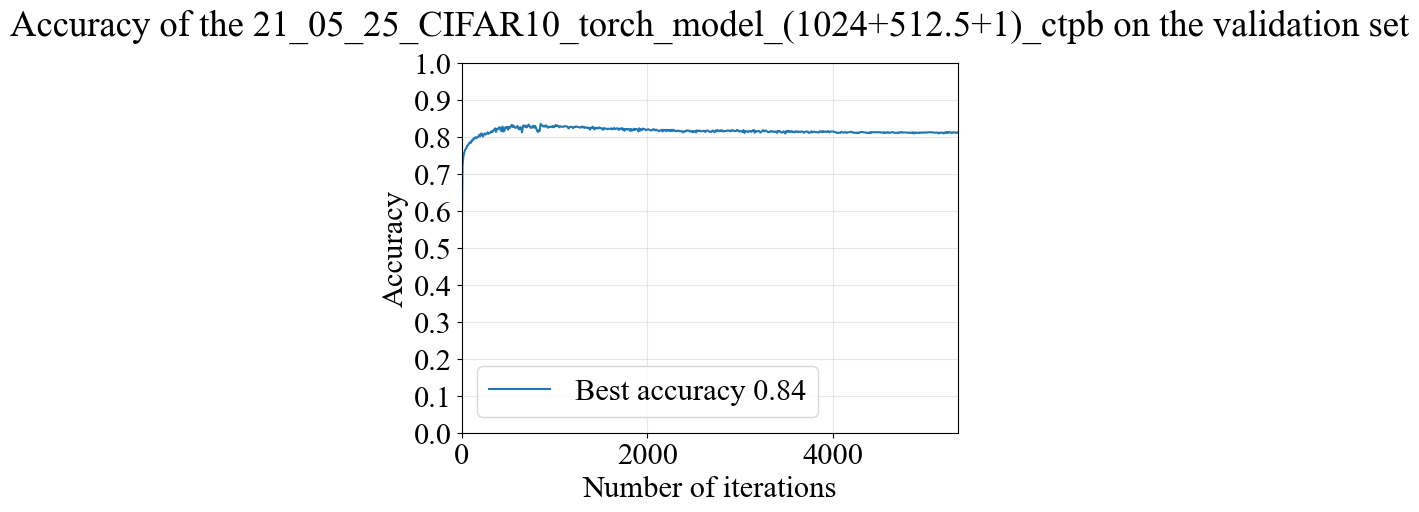 Accuracy of the 21_05_25_CIFAR10_torch_model_(1024+512.5+1)_ctpb on the validation set
1.0
0.9
0.8
0.7
0.6
0.5
0.4
0.3
0.2
0.1
0.0
Accuracy
Best accuracy 0.84
0 2000 4000
Number of iterations